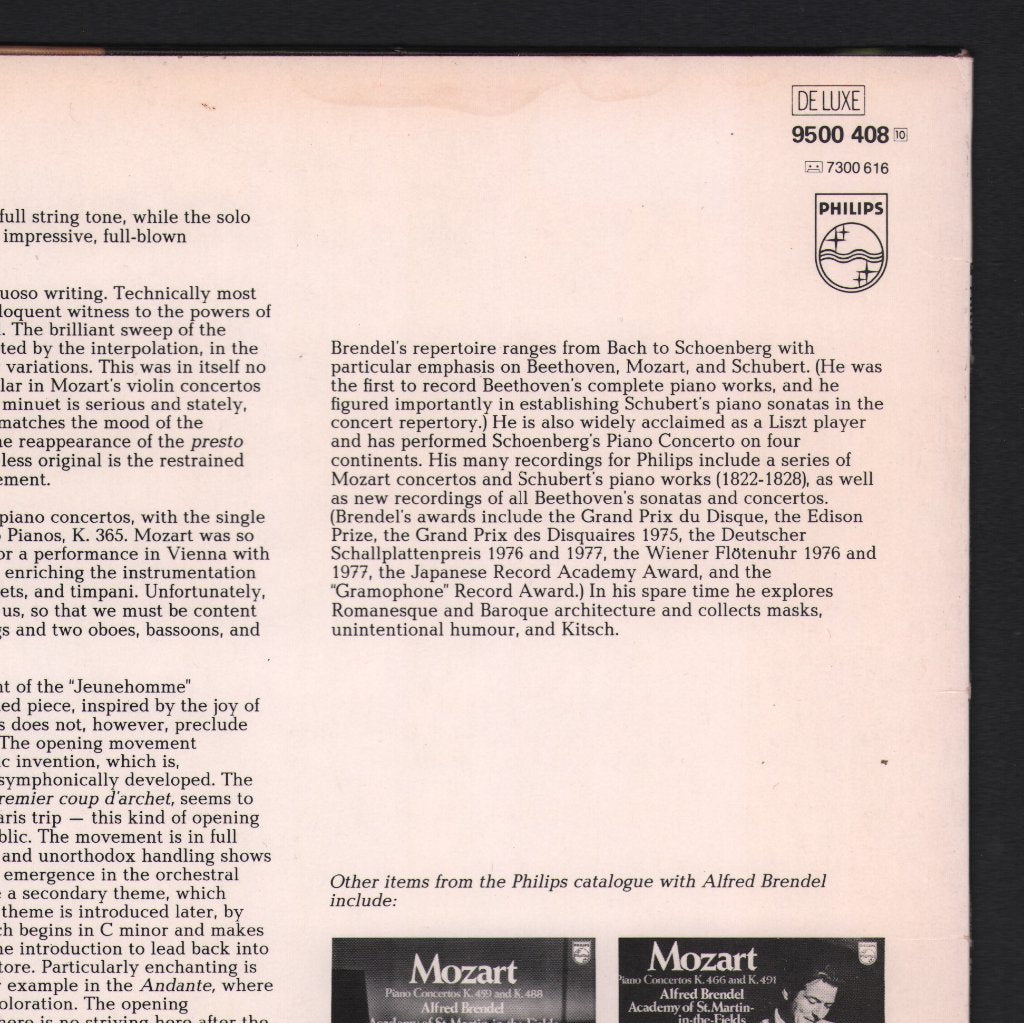 DE LUXE
9500 408 10
7300 616
PHILIPS
full string tone, while the solo
impressive, full-blown
uoso writing. Technically most
loquent witness to the powers of
. The brilliant sweep of the
ted by the interpolation, in the
variations. This was in itself no
lar in Mozart's violin concertos
minuet is serious and stately,
matches the mood of the
ne reappearance of the presto
less original is the restrained
ement.
piano concertos, with the single
Pianos, K. 365. Mozart was so
or a performance in Vienna with
enriching the instrumentation
ets, and timpani. Unfortunately,
us, so that we must be content
gs and two oboes, bassoons, and
nt of the "Jeunehomme"
ed piece, inspired by the joy of
s does not, however, preclude
The opening movement
ic invention, which is,
symphonically developed. The
remier coup d'archet, seems to
aris trip — this kind of opening
blic. The movement is in full
and unorthodox handling shows
emergence in the orchestral
e a secondary theme, which
theme is introduced later, by
ch begins in C minor and makes
he introduction to lead back into
tore. Particularly enchanting is
r example in the Andante, where
oloration. The opening
here is no striving here after the
Brendel's repertoire ranges from Bach to Schoenberg with
particular emphasis on Beethoven, Mozart, and Schubert. (He was
the first to record Beethoven's complete piano works, and he
figured importantly in establishing Schubert's piano sonatas in the
concert repertory.) He is also widely acclaimed as a Liszt player
and has performed Schoenberg's Piano Concerto on four
continents. His many recordings for Philips include a series of
Mozart concertos and Schubert's piano works (1822-1828), as well
as new recordings of all Beethoven's sonatas and concertos.
(Brendel's awards include the Grand Prix du Disque, the Edison
Prize, the Grand Prix des Disquaires 1975, the Deutscher
Schallplattenpreis 1976 and 1977, the Wiener Flötenuhr 1976 and
1977, the Japanese Record Academy Award, and the
"Gramophone" Record Award.) In his spare time he explores
Romanesque and Baroque architecture and collects masks,
unintentional humour, and Kitsch.
Other items from the Philips catalogue with Alfred Brendel
include:
Mozart
Piano Concertos K. 459 and K. 488
Alfred Brendel
Academy of St. Martin-in-the-Fields
Mozart
Piano Concertos K. 466 and K. 491
Alfred Brendel
Academy of St. Martin-
in-the-Fields